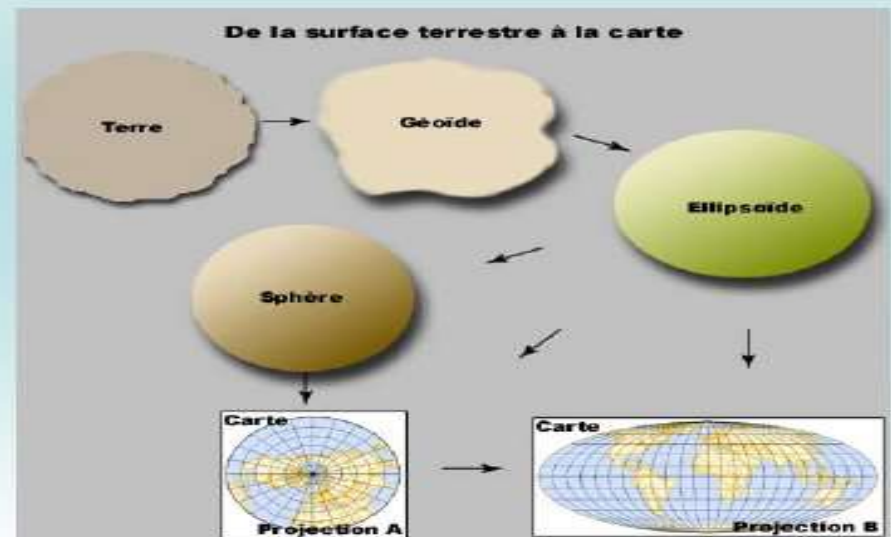 De la surface terrestre à la carte
Terre
Géoïde
Ellipsoïde
Sphère
Carte
Projection A
Carte
Projection B